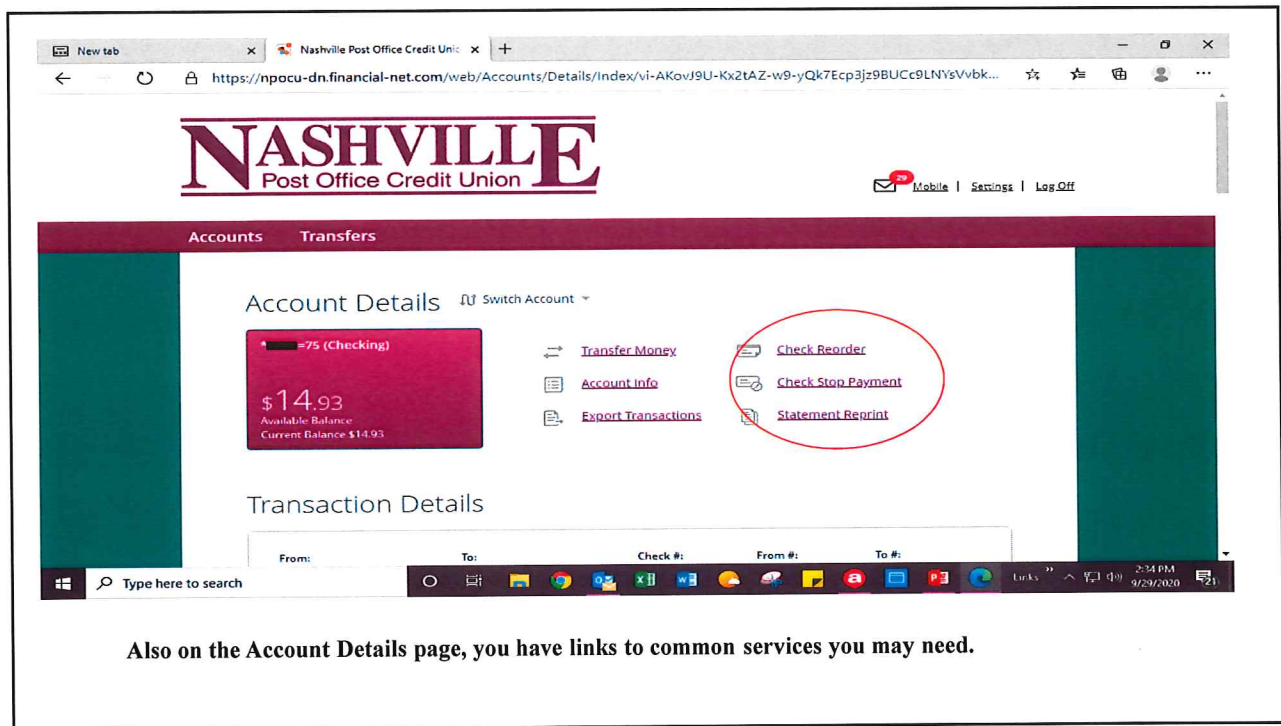 New tab
Nashville Post Office Credit Unic
https://npocu-dn.financial-net.com/web/Accounts/Details/Index/vi-AKovJ9U-Kx2tAZ-w9-yQk7Ecp3jz9BUCc9LNYsVvbk...
NASHVILLE
Post Office Credit Union
29
Mobile | Settings | Log Off
Accounts Transfers
Account Details Switch Account
* =75 (Checking)
$14.93
Available Balance
Current Balance $14.93
Transfer Money
Account Info
Export Transactions
Check Reorder
Check Stop Payment
Statement Reprint
Transaction Details
From: To: Check #: From #: To #:
Type here to search
Links
2:34 PM
9/29/2020
21
Also on the Account Details page, you have links to common services you may need.